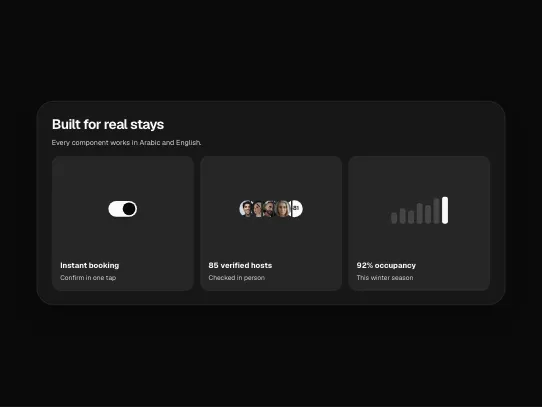 Built for real stays
Every component works in Arabic and English.
Instant booking
Confirm in one tap
85 verified hosts
Checked in person
92% occupancy
This winter season